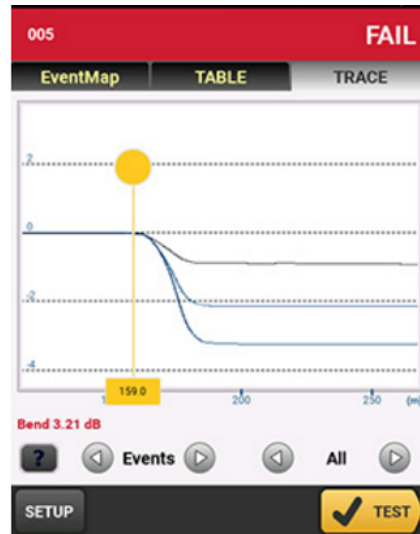 005 FAIL
EventMap TABLE TRACE
2
0
-2
-4
159.0
200 250
Bend 3.21 dB
? Events All
SETUP TEST